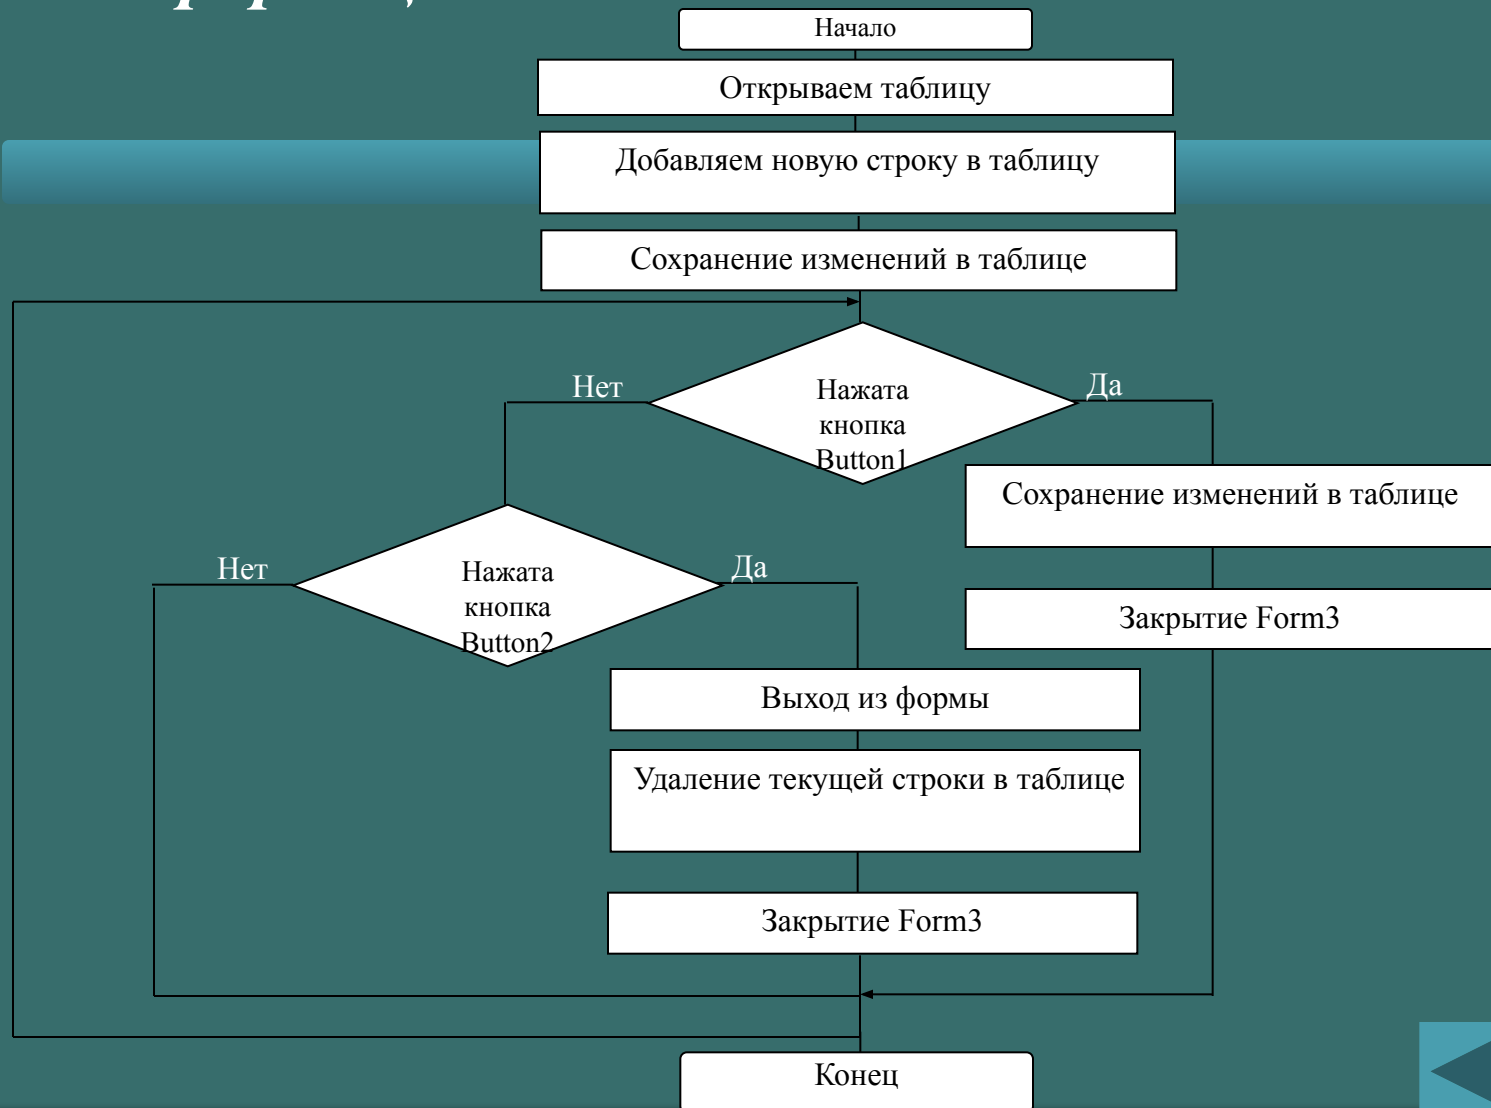 Начало
Открываем таблицу
Добавляем новую строку в таблицу
Сохранение изменений в таблице
Нет
Да
Нажата
кнопка
Button1
Сохранение изменений в таблице
Нет
Да
Нажата
кнопка
Button2
Закрытие Form3
Выход из формы
Удаление текущей строки в таблице
Закрытие Form3
Конец